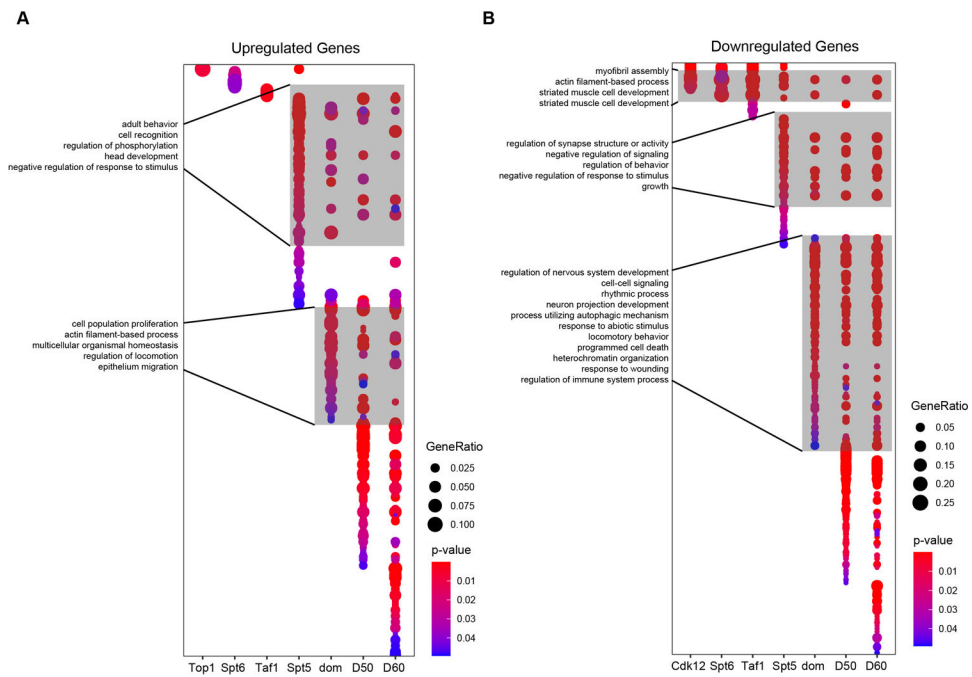 A
Upregulated Genes
adult behavior
cell recognition
regulation of phosphorylation
head development
negative regulation of response to stimulus
cell population proliferation
actin filament-based process
multicellular organismal homeostasis
regulation of locomotion
epithelium migration
GeneRatio
0.025
0.050
0.075
0.100
p-value
0.01
0.02
0.03
0.04
Top1 Spt6 Taf1 Spt5 dom D50 D60
B
Downregulated Genes
myofibril assembly
actin filament-based process
striated muscle cell development
striated muscle cell development
regulation of synapse structure or activity
negative regulation of signaling
regulation of behavior
negative regulation of response to stimulus
growth
regulation of nervous system development
cell-cell signaling
rhythmic process
neuron projection development
process utilizing autophagic mechanism
response to abiotic stimulus
locomotory behavior
programmed cell death
heterochromatin organization
response to wounding
regulation of immune system process
GeneRatio
0.05
0.10
0.15
0.20
0.25
p-value
0.01
0.02
0.03
0.04
Cdk12 Spt6 Taf1 Spt5 dom D50 D60